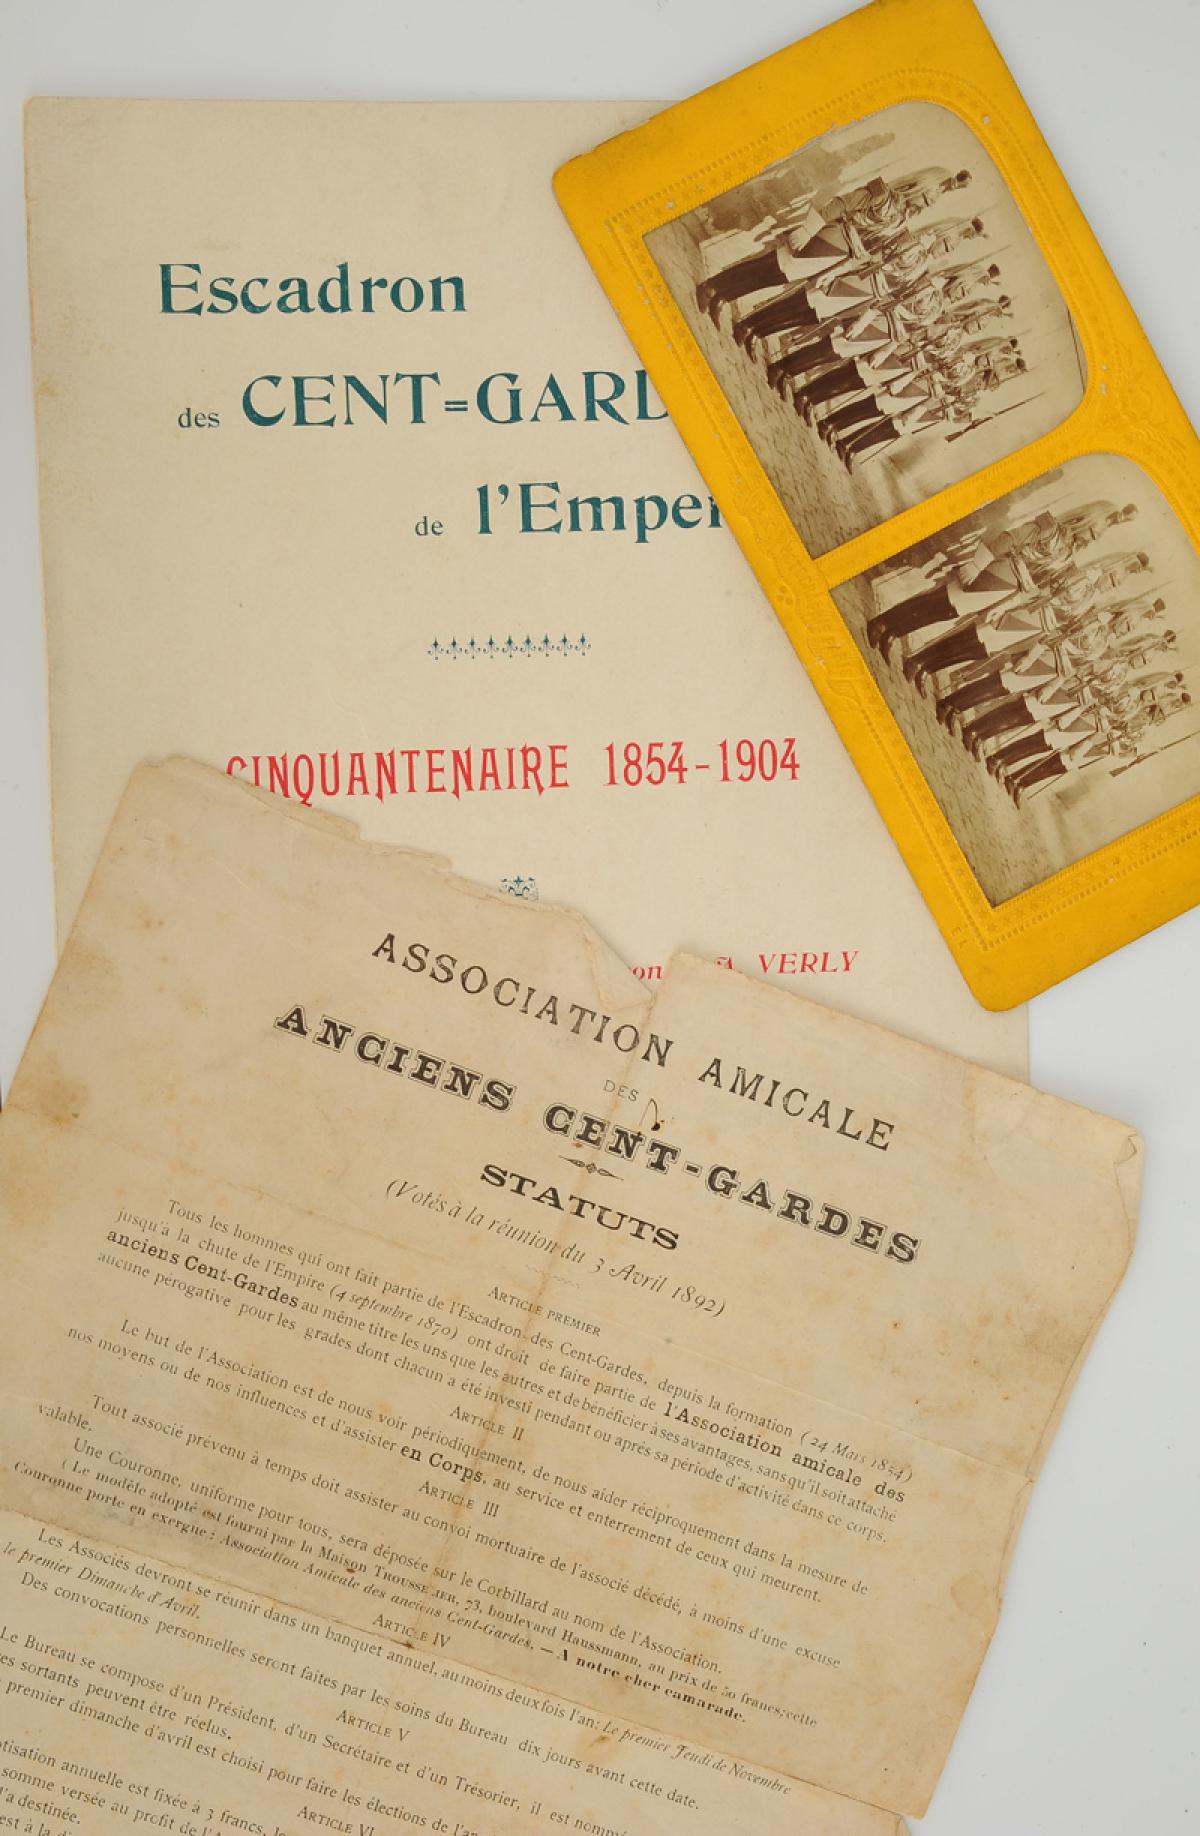 Escadron
des CENT=GARD
de l'Emper
CINQUANTENAIRE 1854-1904
on A. VERLY
ASSOCIATION AMICALE
DES
ANCIENS CENT-GARDES
STATUTS
(Votés à la réunion du 3 Avril 1892)
ARTICLE PREMIER
Tous les hommes qui ont fait partie de l'Escadron des Cent-Gardes, depuis la formation (24 Mars 1854)
jusqu'à la chute de l'Empire (4 septembre 1870) ont droit de faire partie de l'Association amicale des
anciens Cent-Gardes au même titre les uns que les autres et de bénéficier à ses avantages, sans qu'il soit attaché
aucune pérogative pour les grades dont chacun a été investi pendant ou après sa période d'activité dans ce corps.
ARTICLE II
Le but de l'Association est de nous voir périodiquement, de nous aider réciproquement dans la mesure de
nos moyens ou de nos influences et d'assister en Corps, au service et enterrement de ceux qui meurent.
ARTICLE III
Tout associé prévenu à temps doit assister au convoi mortuaire de l'associé décédé, à moins d'une excuse
valable.
Une Couronne, uniforme pour tous, sera déposée sur le Corbillard au nom de l'Association.
(Le modèle adopté est fourni par la Maison 73, boulevard Haussmann, au prix de 50 francs; cette
Couronne porte en exergue: Association Amicale des anciens Cent-Gardes. — A notre cher camarade.
ARTICLE IV
Les Associés devront se réunir dans un banquet annuel, au moins deux fois l'an: Le premier Jeudi de Novembre
le premier Dimanche d'Avril.
Des convocations personnelles seront faites par les soins du Bureau dix jours avant cette date.
ARTICLE V
Le Bureau se compose d'un Président, d'un Secrétaire et d'un Trésorier, il est nommé
es sortants peuvent être réelus.
premier dimanche d'avril est choisi pour faire les élections de l'an
ARTICLE VI
otisation annuelle est fixée à 3 francs, le
somme versée au profit de l'A
l'a destinée.
est à la di